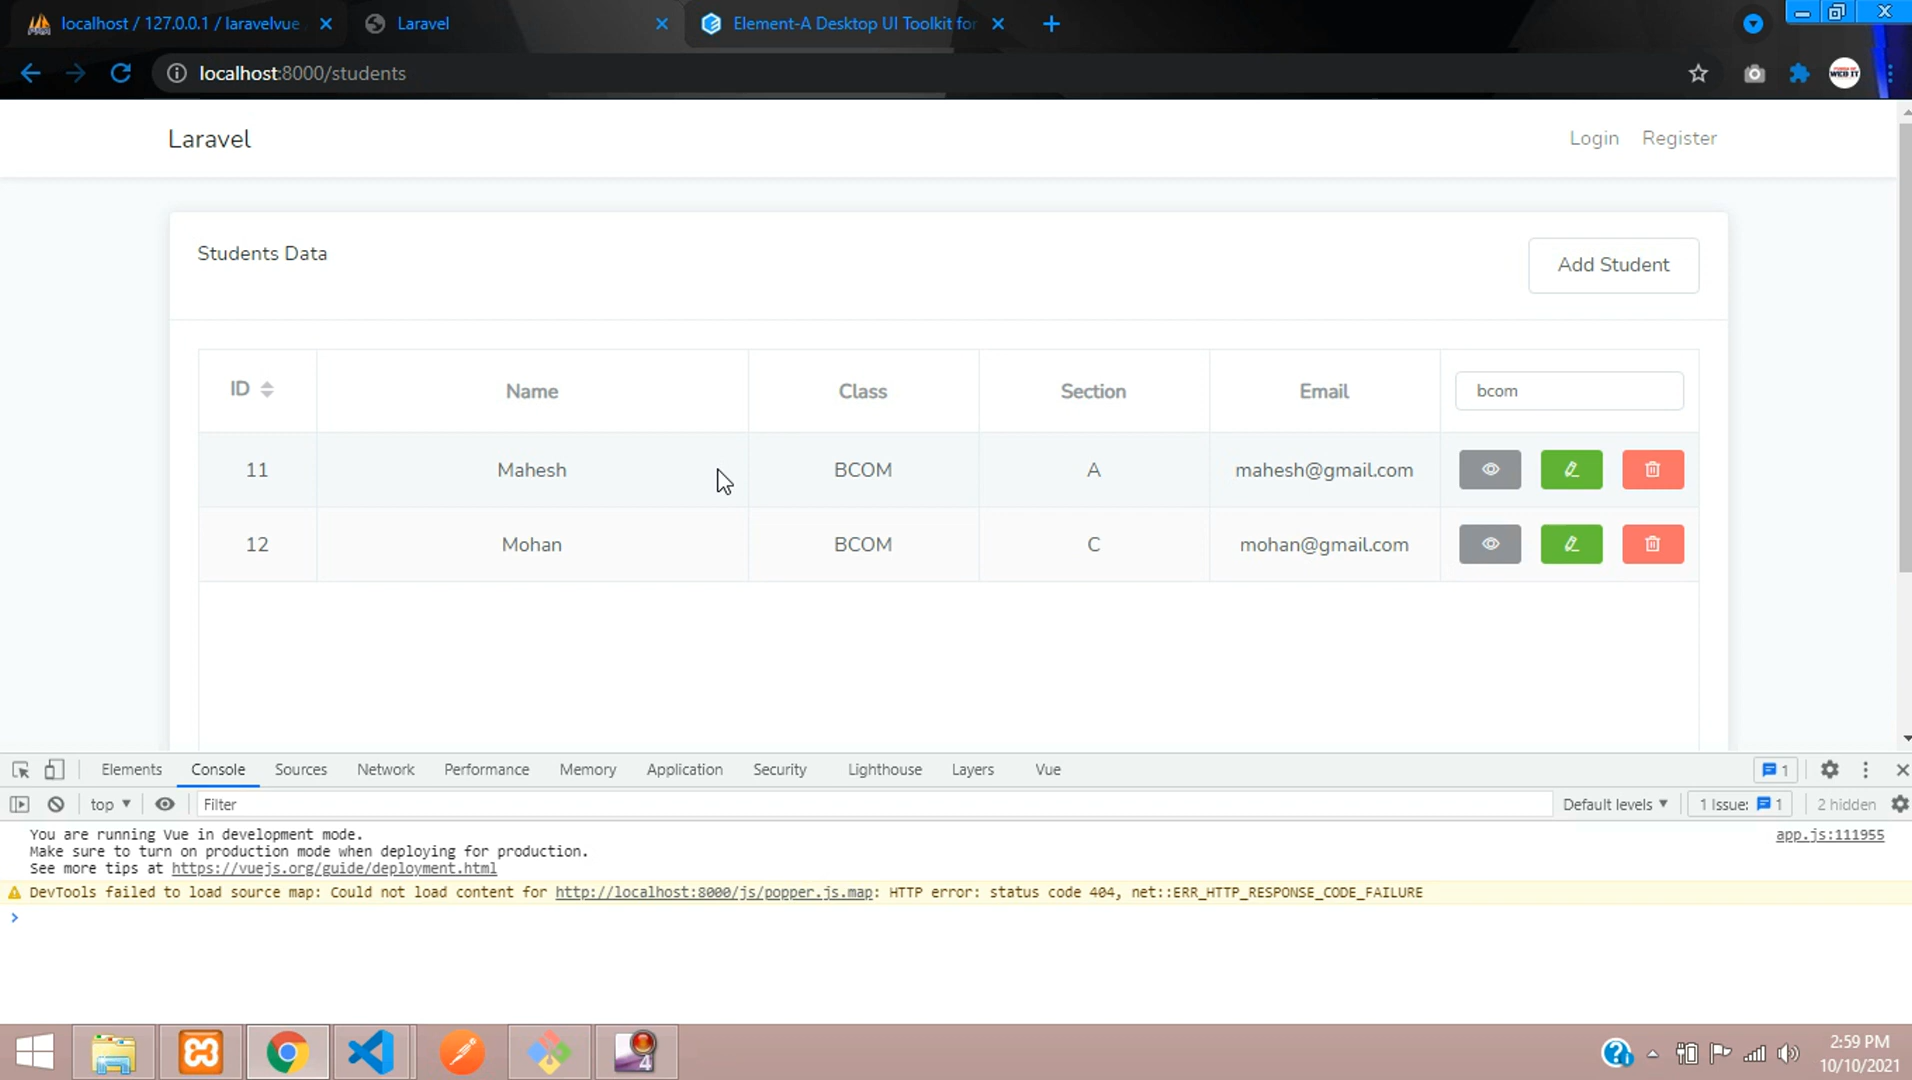 localhost / 127.0.0.1 / laravelvue
Laravel
Element-A Desktop UI Toolkit for
localhost:8000/students
WEB IT
Laravel
Login
Register
Students Data
Add Student
ID
Name
Class
Section
Email
bcom
11
Mahesh
BCOM
A
mahesh@gmail.com
12
Mohan
BCOM
C
mohan@gmail.com
Elements
Console
Sources
Network
Performance
Memory
Application
Security
Lighthouse
Layers
Vue
1
top
Filter
Default levels
1 Issue: 1
2 hidden
You are running Vue in development mode.
app.js:111955
Make sure to turn on production mode when deploying for production.
See more tips at https://vuejs.org/guide/deployment.html
DevTools failed to load source map: Could not load content for http://localhost:8000/js/popper.js.map: HTTP error: status code 404, net::ERR_HTTP_RESPONSE_CODE_FAILURE
4
2:59 PM
10/10/2021